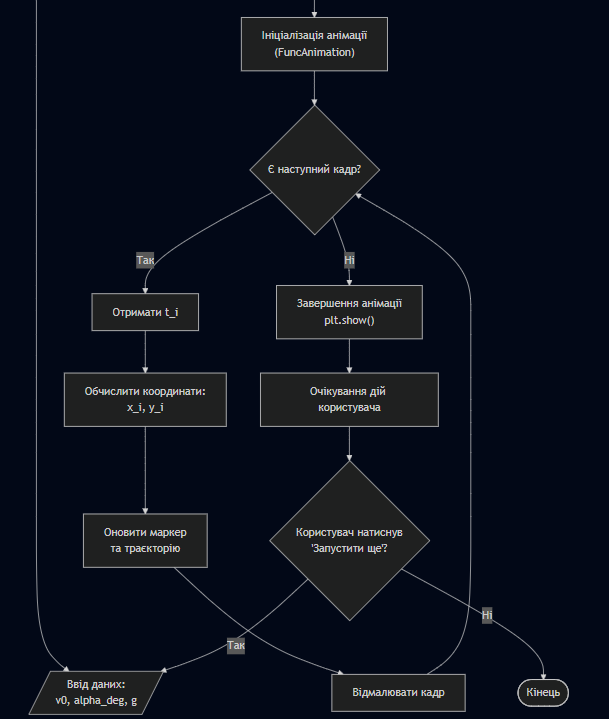 Ініціалізація анімації
(FuncAnimation)
Є наступний кадр?
Так
Ні
Отримати t_i
Завершення анімації
plt.show()
Обчислити координати:
x_i, y_i
Очікування дій
користувача
Оновити маркер
та траєкторію
Користувач натиснув
'Запустити ще'?
Ні
Так
Ввід даних:
v0, alpha_deg, g
Відмалювати кадр
Кінець